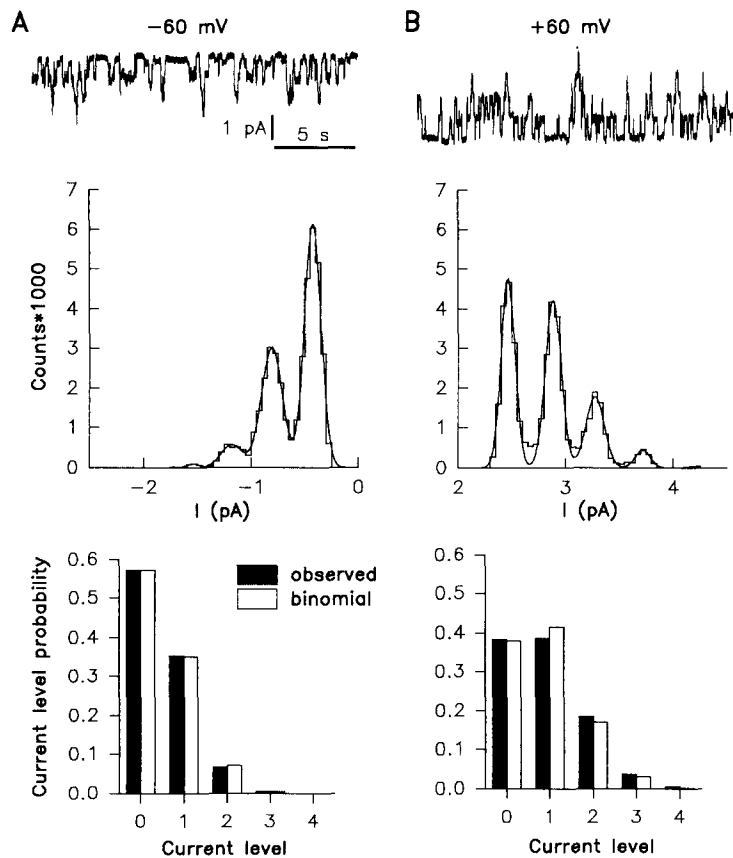 A
−60 mV
B
+60 mV
1 pA
5 s
Counts*1000
7
6
5
4
3
2
1
0
−2
−1
0
I (pA)
7
6
5
4
3
2
1
0
2
3
4
I (pA)
Current level probability
0.6
0.5
0.4
0.3
0.2
0.1
0.0
observed
binomial
0 1 2 3 4
Current level
0.6
0.5
0.4
0.3
0.2
0.1
0.0
0 1 2 3 4
Current level